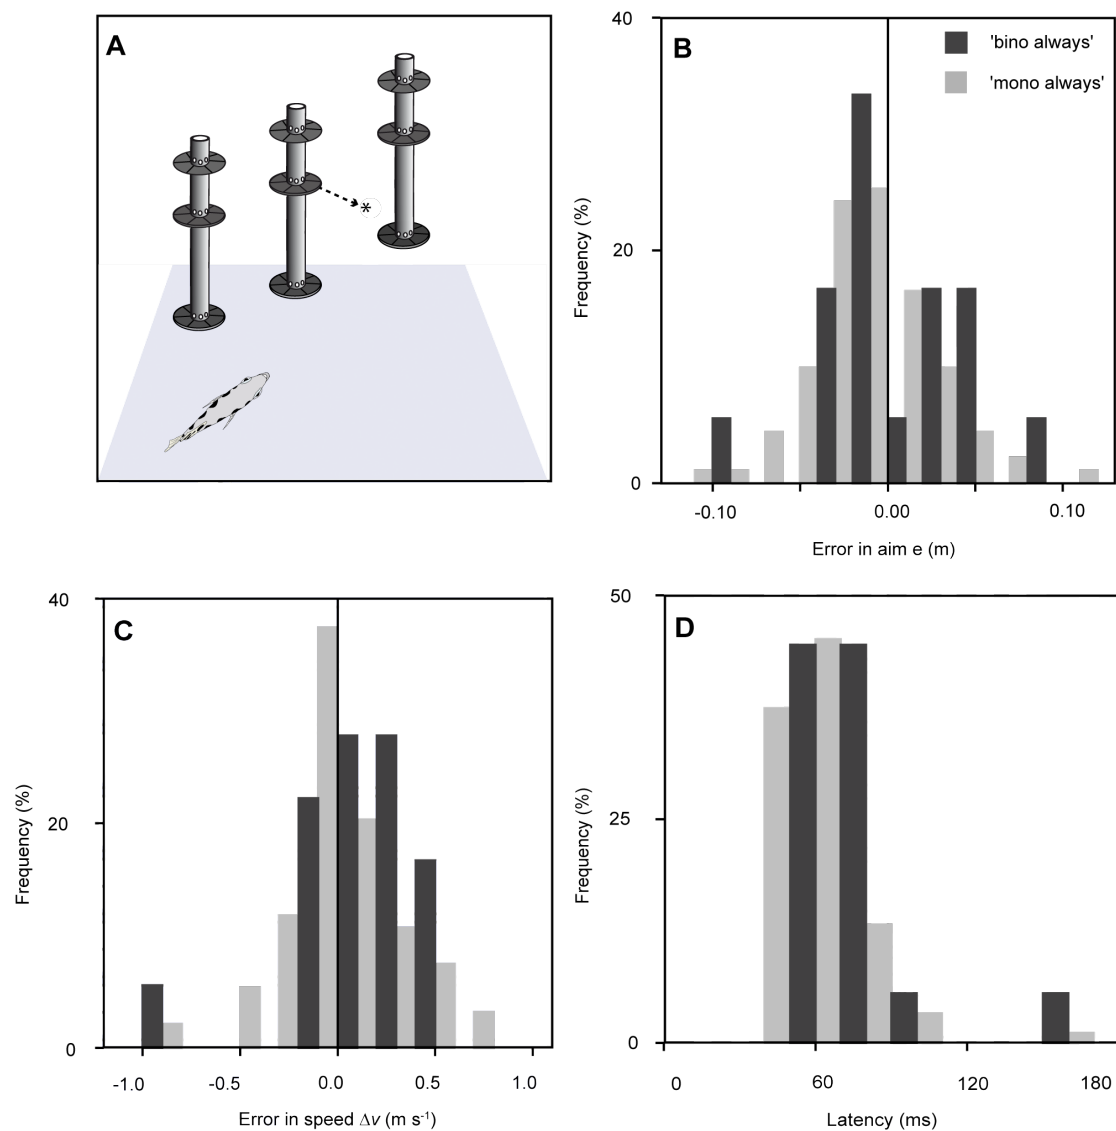 A
B
'bino always'
'mono always'
40
20
0
Frequency (%)
-0.10
0.00
0.10
Error in aim e (m)
C
40
20
0
Frequency (%)
-1.0
-0.5
0.0
0.5
1.0
Error in speed Δv (m s⁻¹)
D
50
25
0
Frequency (%)
0
60
120
180
Latency (ms)